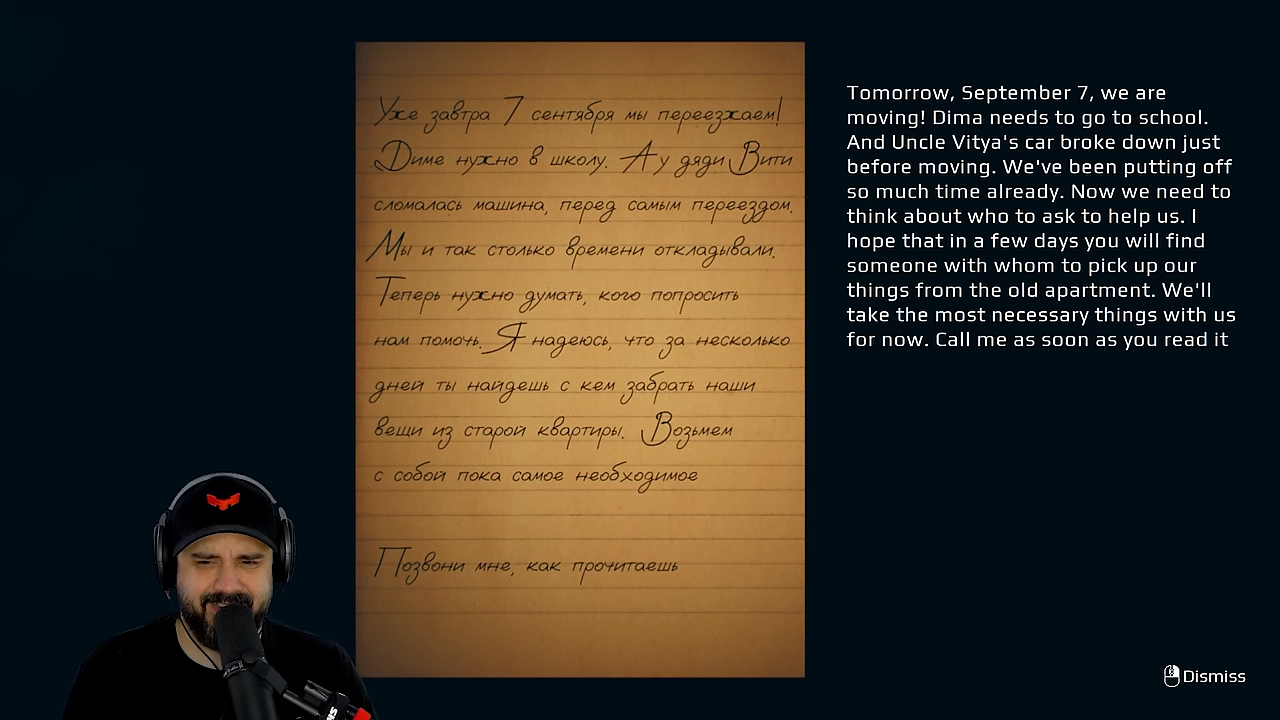 Уже завтра 7 сентября мы переезжаем!
Диме нужно в школу. А у дяди Вити
сломалась машина, перед самым переездом.
Мы и так столько времени откладывали.
Теперь нужно думать, кого попросить
нам помочь. Я надеюсь, что за несколько
дней ты найдешь с кем забрать наши
вещи из старой квартиры. Возьмем
с собой пока самое необходимое
Позвони мне, как прочитаешь
Tomorrow, September 7, we are
moving! Dima needs to go to school.
And Uncle Vitya's car broke down just
before moving. We've been putting off
so much time already. Now we need to
think about who to ask to help us. I
hope that in a few days you will find
someone with whom to pick up our
things from the old apartment. We'll
take the most necessary things with us
for now. Call me as soon as you read it
Dismiss